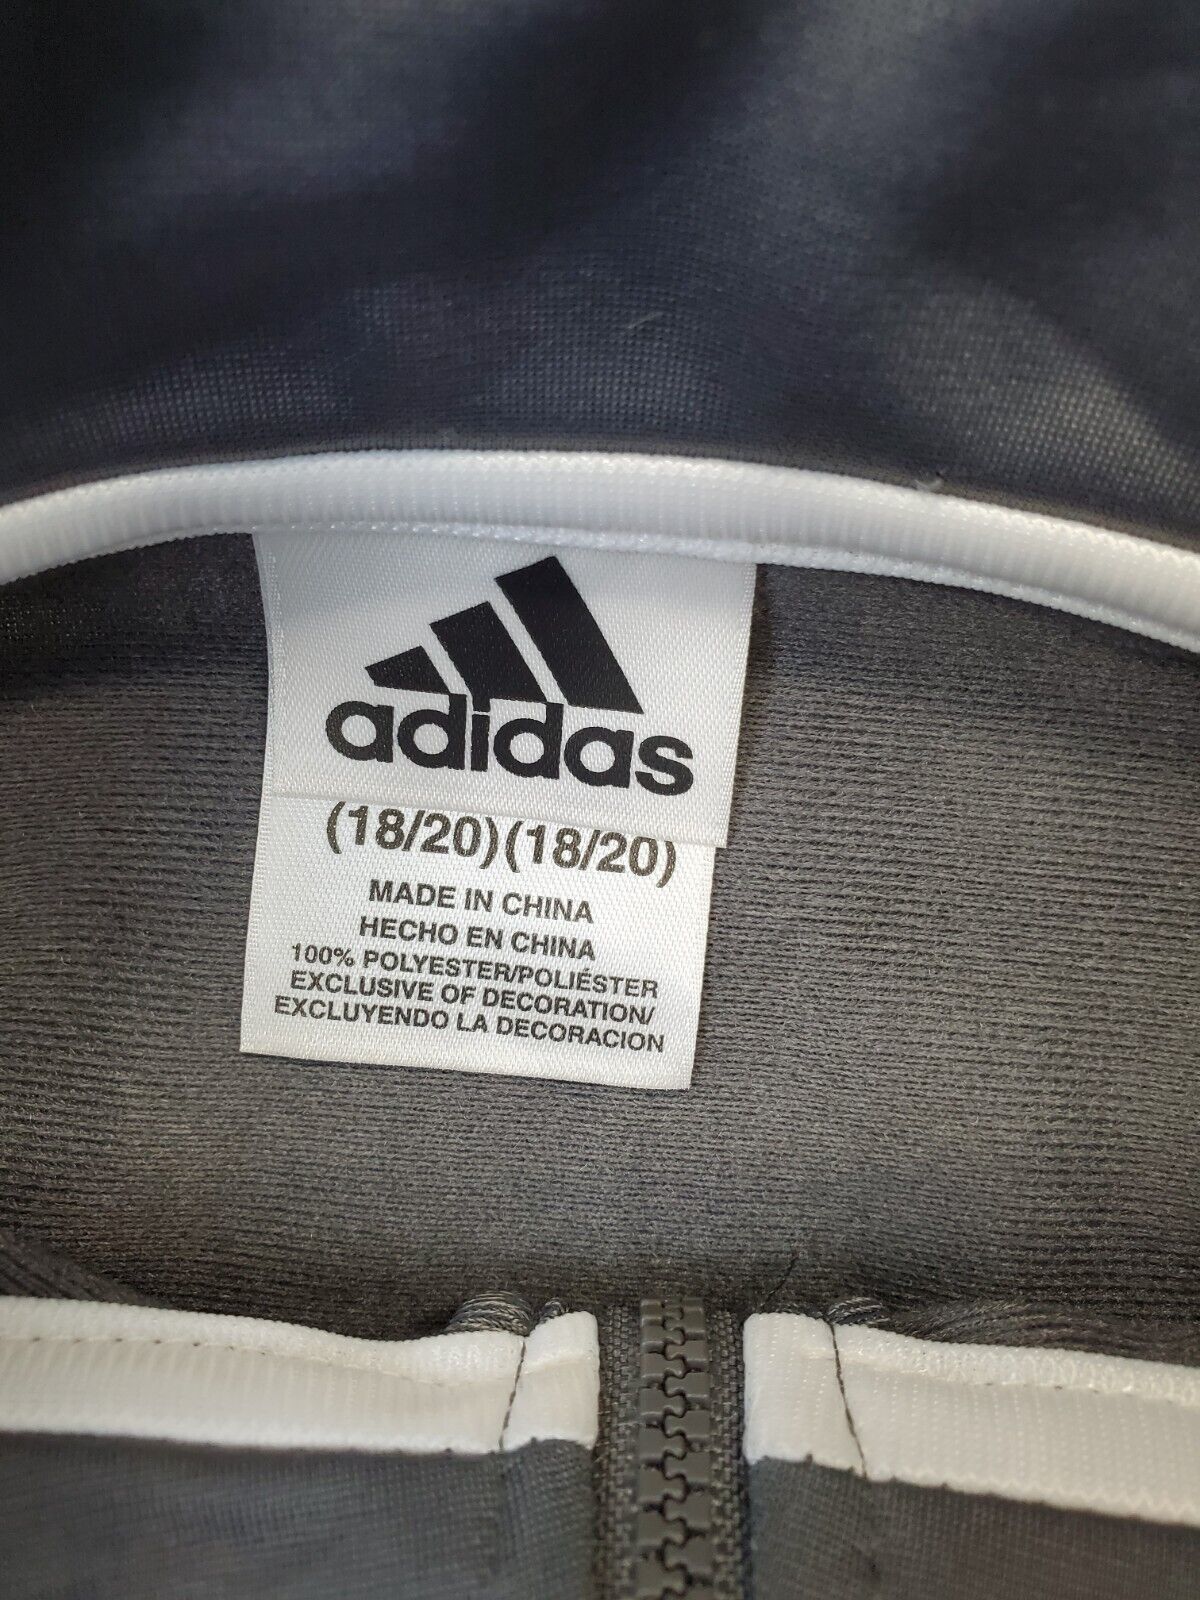 adidas
(18/20)(18/20)
MADE IN CHINA
HECHO EN CHINA
100% POLYESTER/POLIÉSTER
EXCLUSIVE OF DECORATION/
EXCLUYENDO LA DECORACION